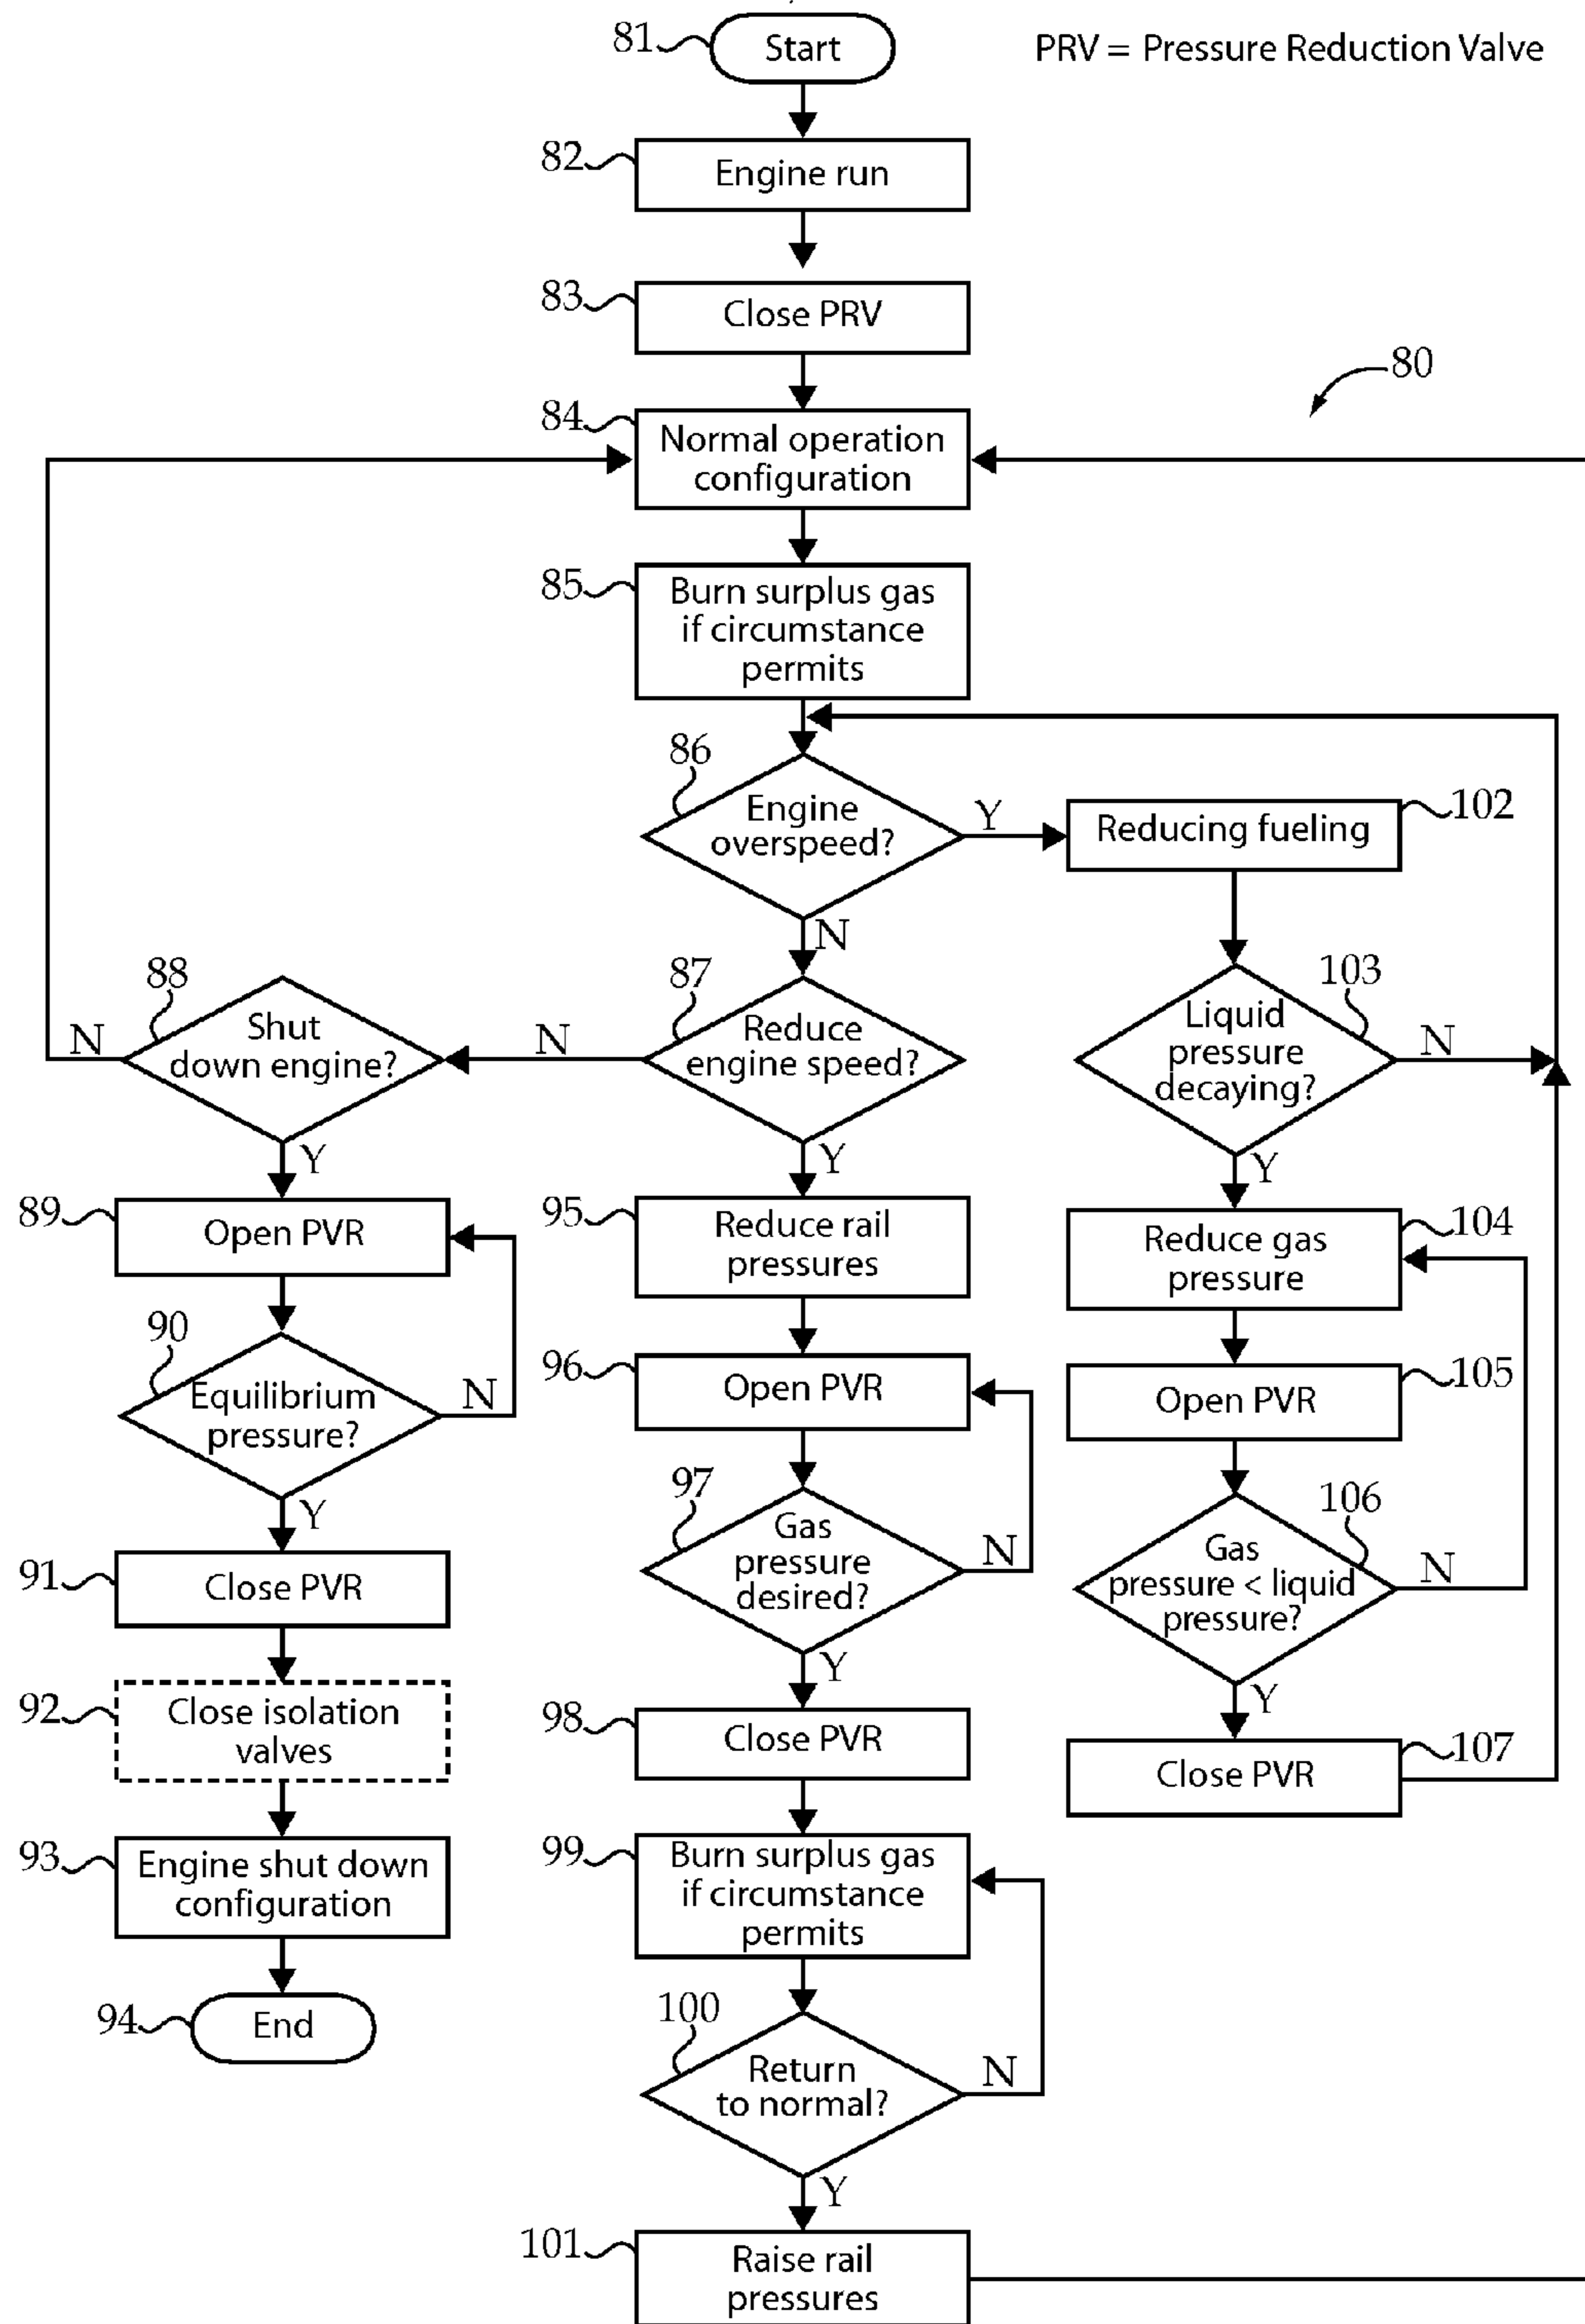 81
Start
PRV = Pressure Reduction Valve
82
Engine run
83
Close PRV
80
84
Normal operation
configuration
85
Burn surplus gas
if circumstance
permits
86
Engine
overspeed?
Y
N
Reducing fueling
102
88
Shut
down engine?
N
Y
87
Reduce
engine speed?
N
Y
103
Liquid
pressure
decaying?
N
Y
89
Open PVR
90
Equilibrium
pressure?
N
Y
91
Close PVR
92
Close isolation
valves
93
Engine shut down
configuration
94
End
95
Reduce rail
pressures
96
Open PVR
97
Gas
pressure
desired?
N
Y
98
Close PVR
99
Burn surplus gas
if circumstance
permits
100
Return
to normal?
N
Y
101
Raise rail
pressures
104
Reduce gas
pressure
105
Open PVR
106
Gas
pressure < liquid
pressure?
N
Y
107
Close PVR